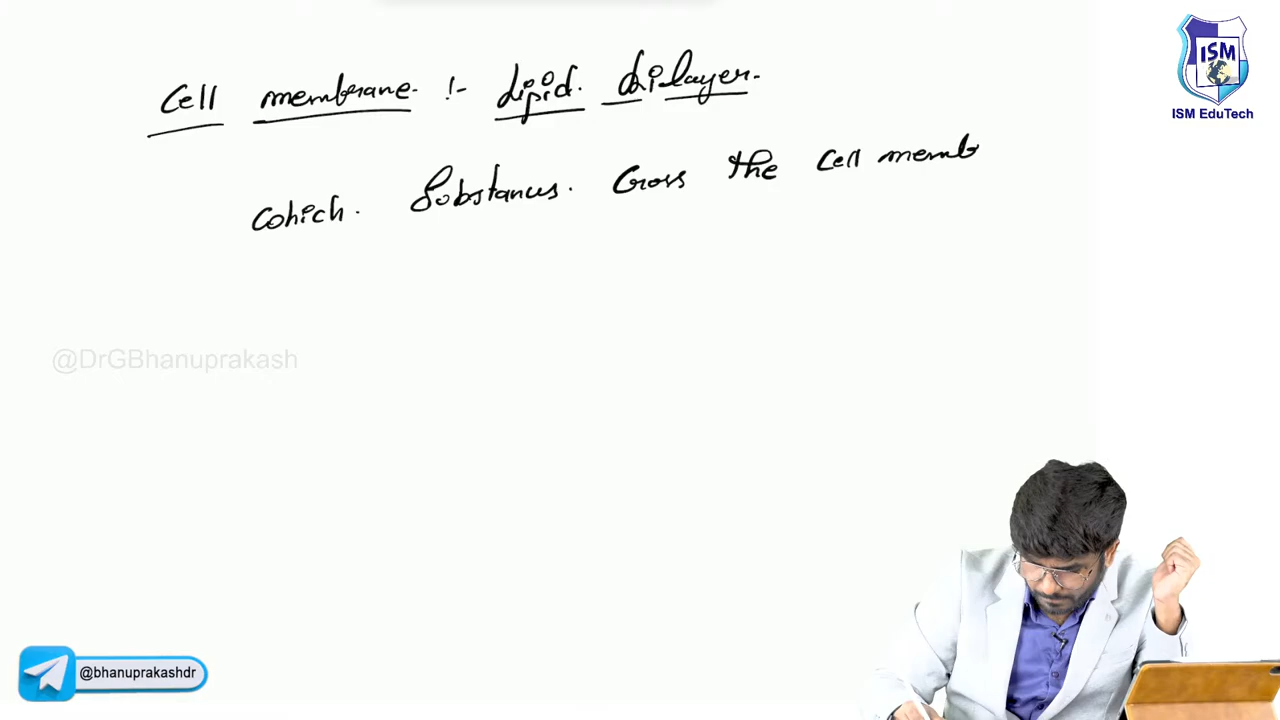 Cell membrane :- Lipid bilayer.
which Substances Cross the Cell memb
@DrGBhanuprakash
@bhanuprakashdr
ISM
ISM EduTech